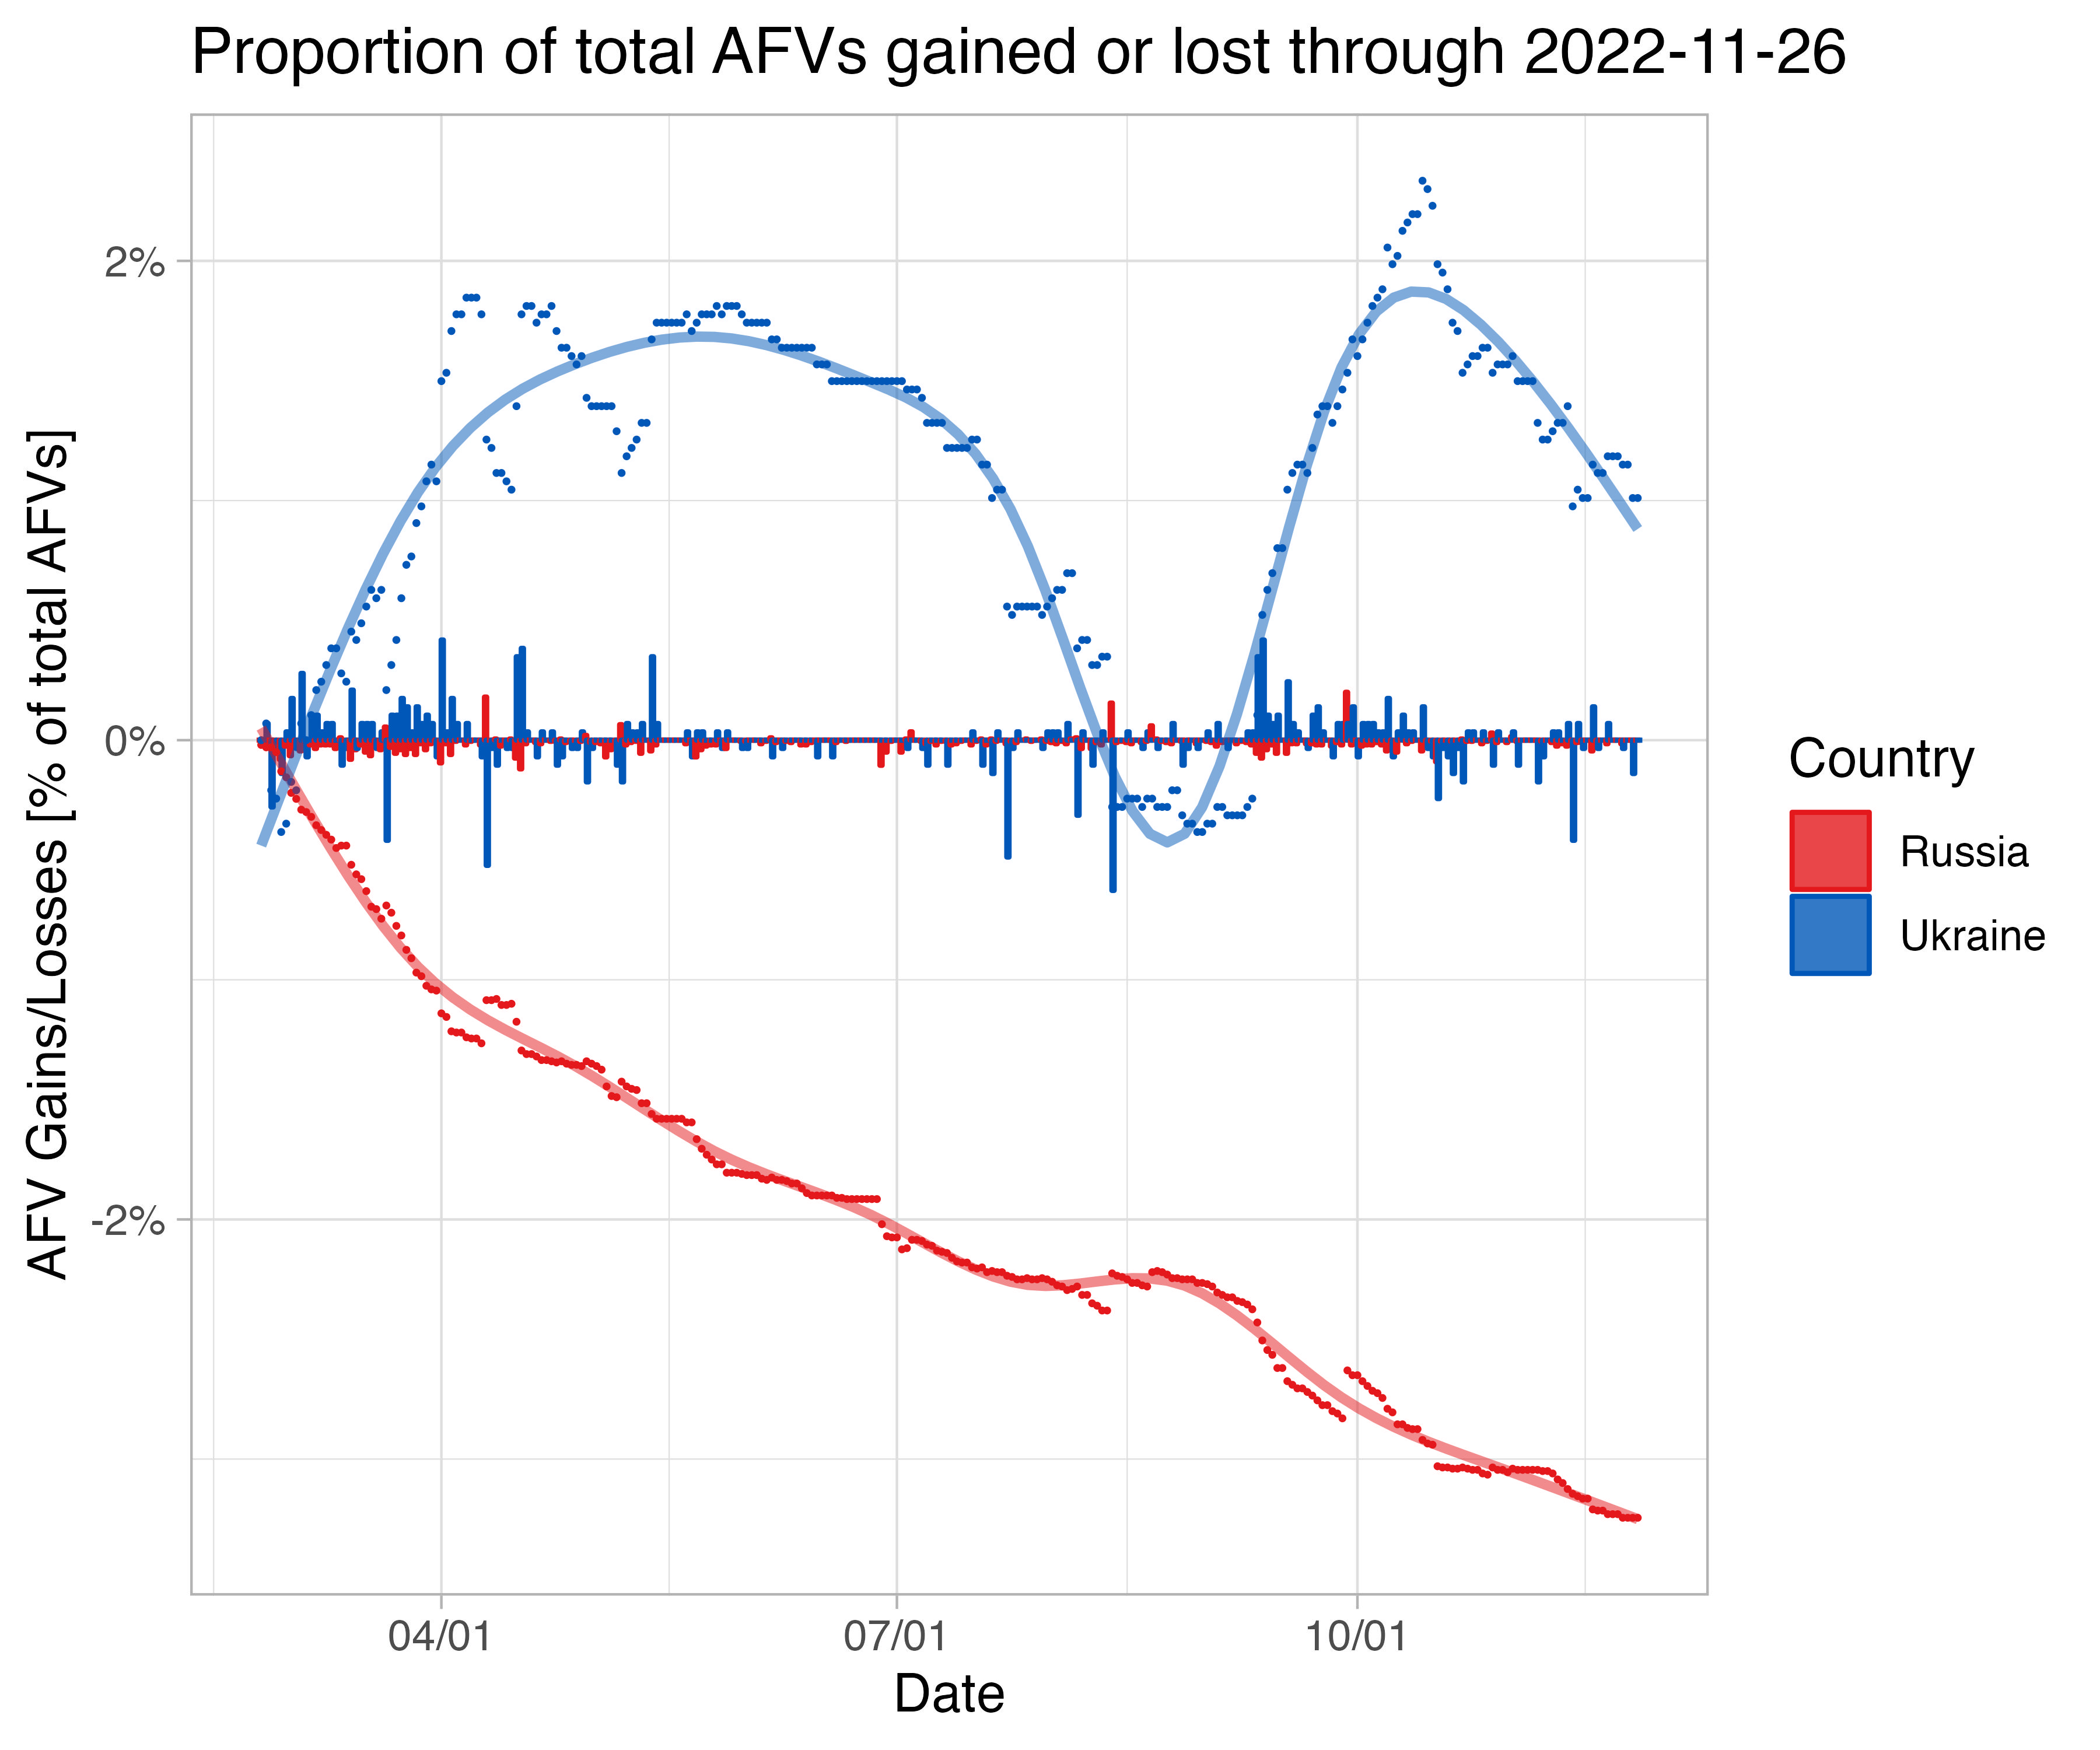 Proportion of total AFVs gained or lost through 2022-11-26
AFV Gains/Losses [% of total AFVs]
2%
0%
-2%
04/01
07/01
10/01
Date
Country
Russia
Ukraine